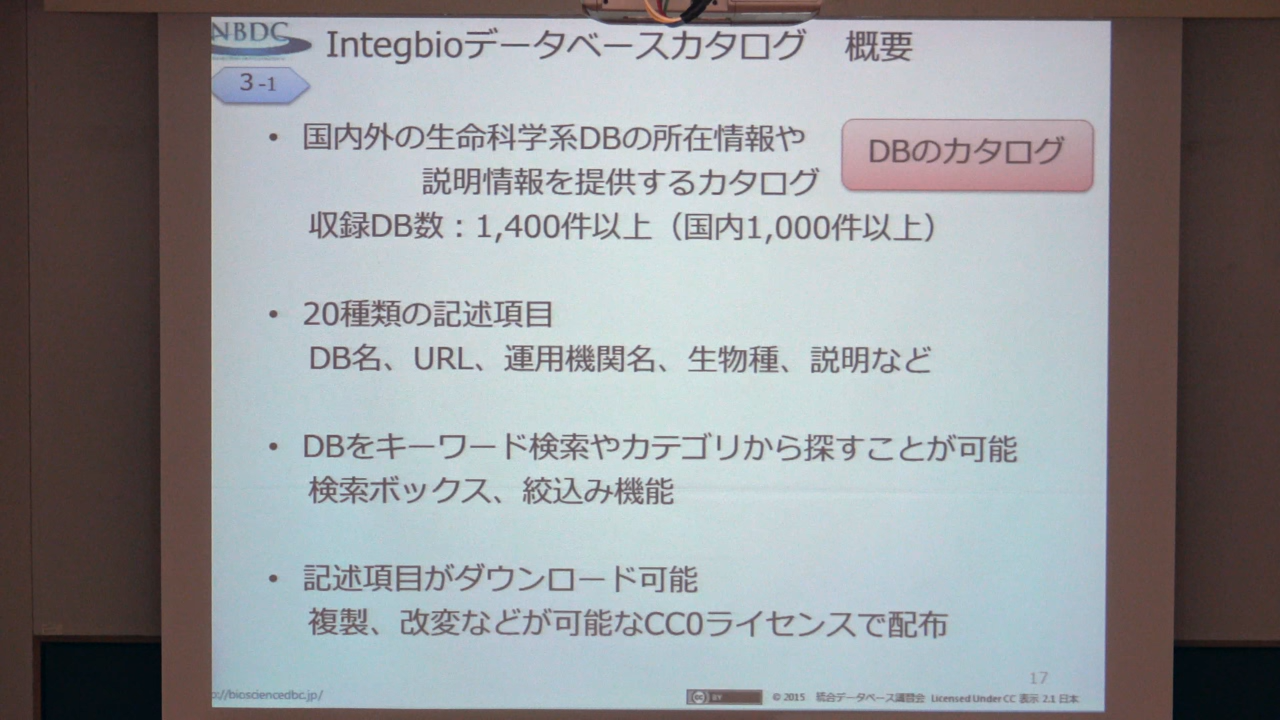 NBDC
Integbioデータベースカタログ　概要
3-1
• 国内外の生命科学系DBの所在情報や
説明情報を提供するカタログ
DBのカタログ
収録DB数：1,400件以上（国内1,000件以上）
• 20種類の記述項目
DB名、URL、運用機関名、生物種、説明など
• DBをキーワード検索やカテゴリから探すことが可能
検索ボックス、絞込み機能
• 記述項目がダウンロード可能
複製、改変などが可能なCC0ライセンスで配布
17
://biosciencedbc.jp/
cc BY
© 2015 統合データベース講習会 Licensed Under CC 表示 2.1 日本